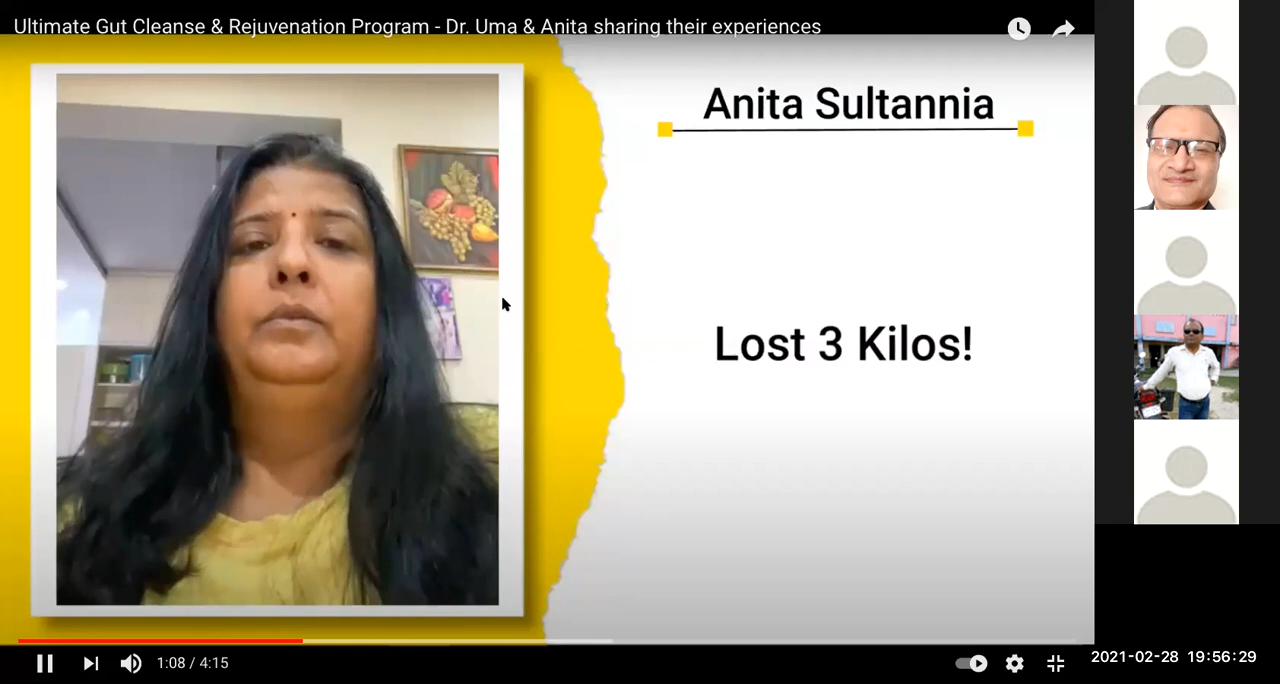 Ultimate Gut Cleanse & Rejuvenation Program - Dr. Uma & Anita sharing their experiences
Anita Sultannia
Lost 3 Kilos!
1:08 / 4:15
2021-02-28 19:56:29